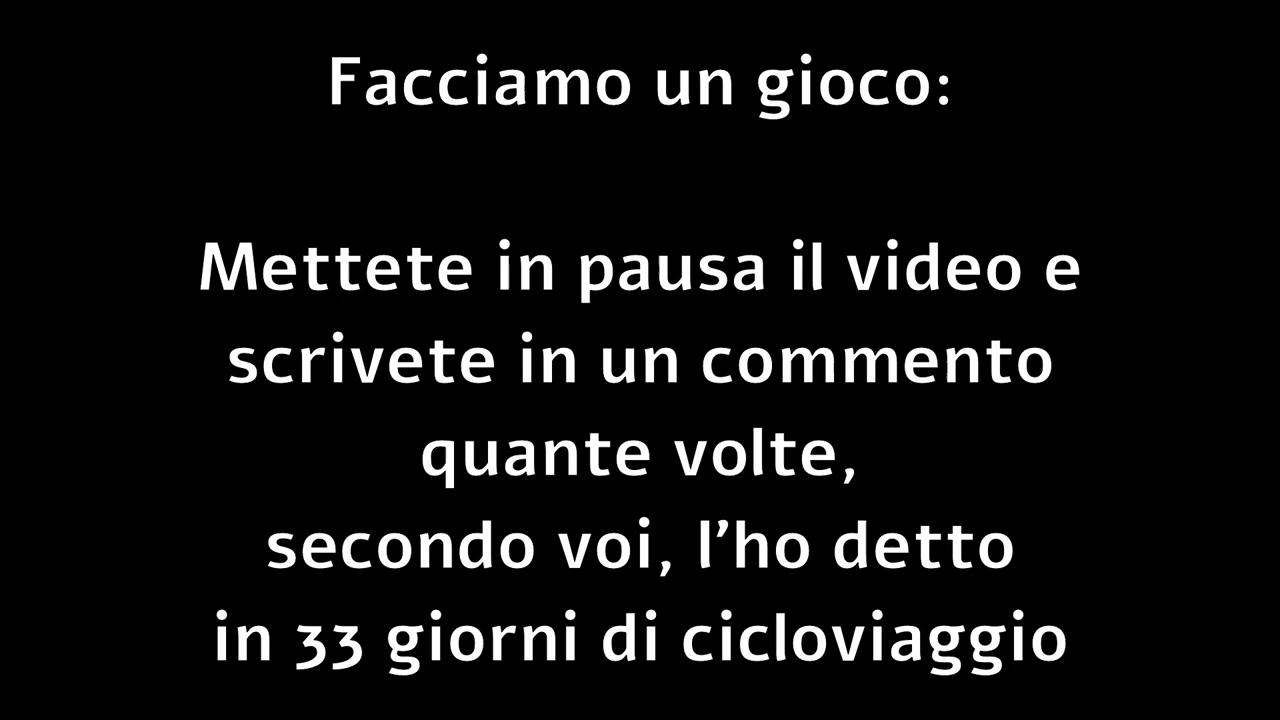 Facciamo un gioco:
Mettete in pausa il video e
scrivete in un commento
quante volte,
secondo voi, l’ho detto
in 33 giorni di cicloviaggio